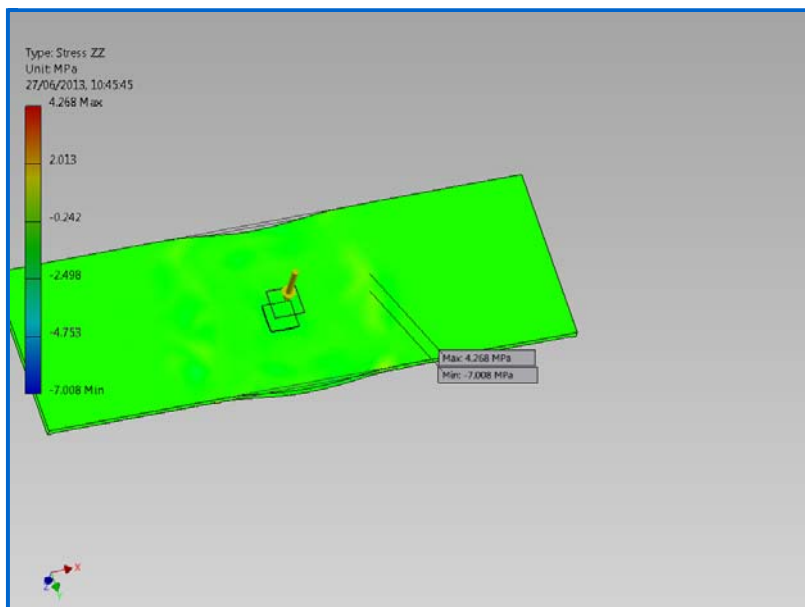 Type: Stress ZZ
Unit: MPa
27/06/2013, 10:45:45
4.268 Max
2.013
-0.242
-2.498
-4.753
-7.008 Min
Max: 4.268 MPa
Min: -7.008 MPa
X
Z
Y